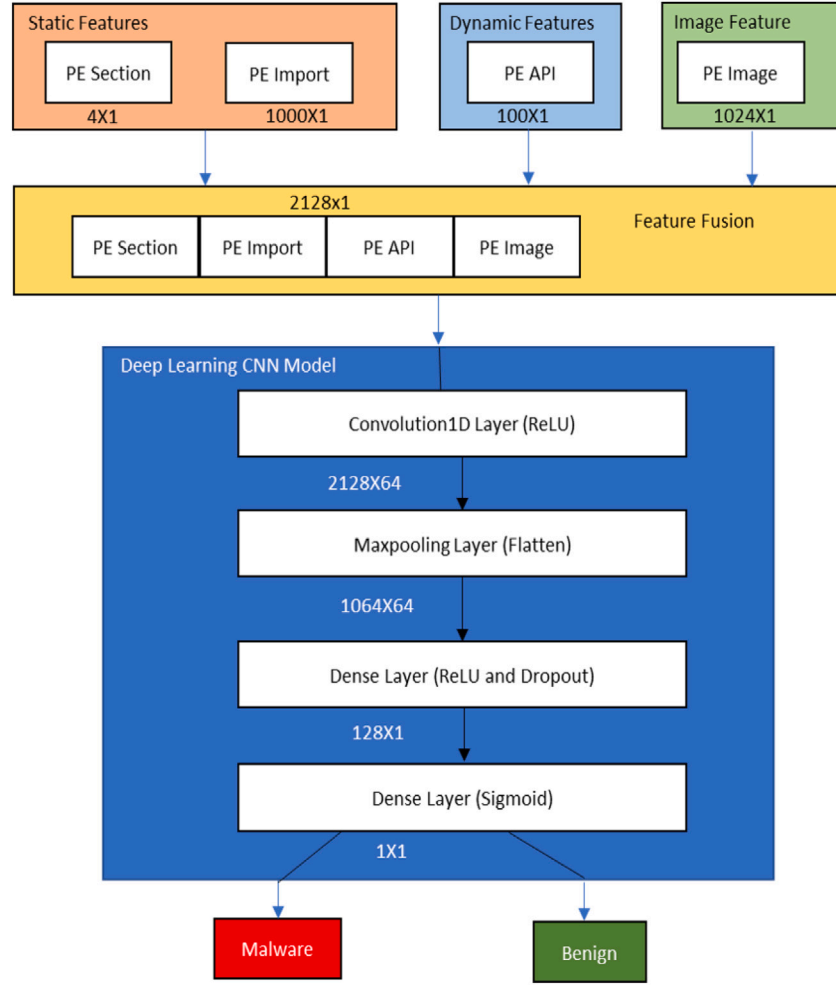 Static Features
Dynamic Features
Image Feature
PE Section
PE Import
PE API
PE Image
4X1
1000X1
100X1
1024X1
2128x1
Feature Fusion
PE Section
PE Import
PE API
PE Image
Deep Learning CNN Model
Convolution1D Layer (ReLU)
2128X64
Maxpooling Layer (Flatten)
1064X64
Dense Layer (ReLU and Dropout)
128X1
Dense Layer (Sigmoid)
1X1
Malware
Benign